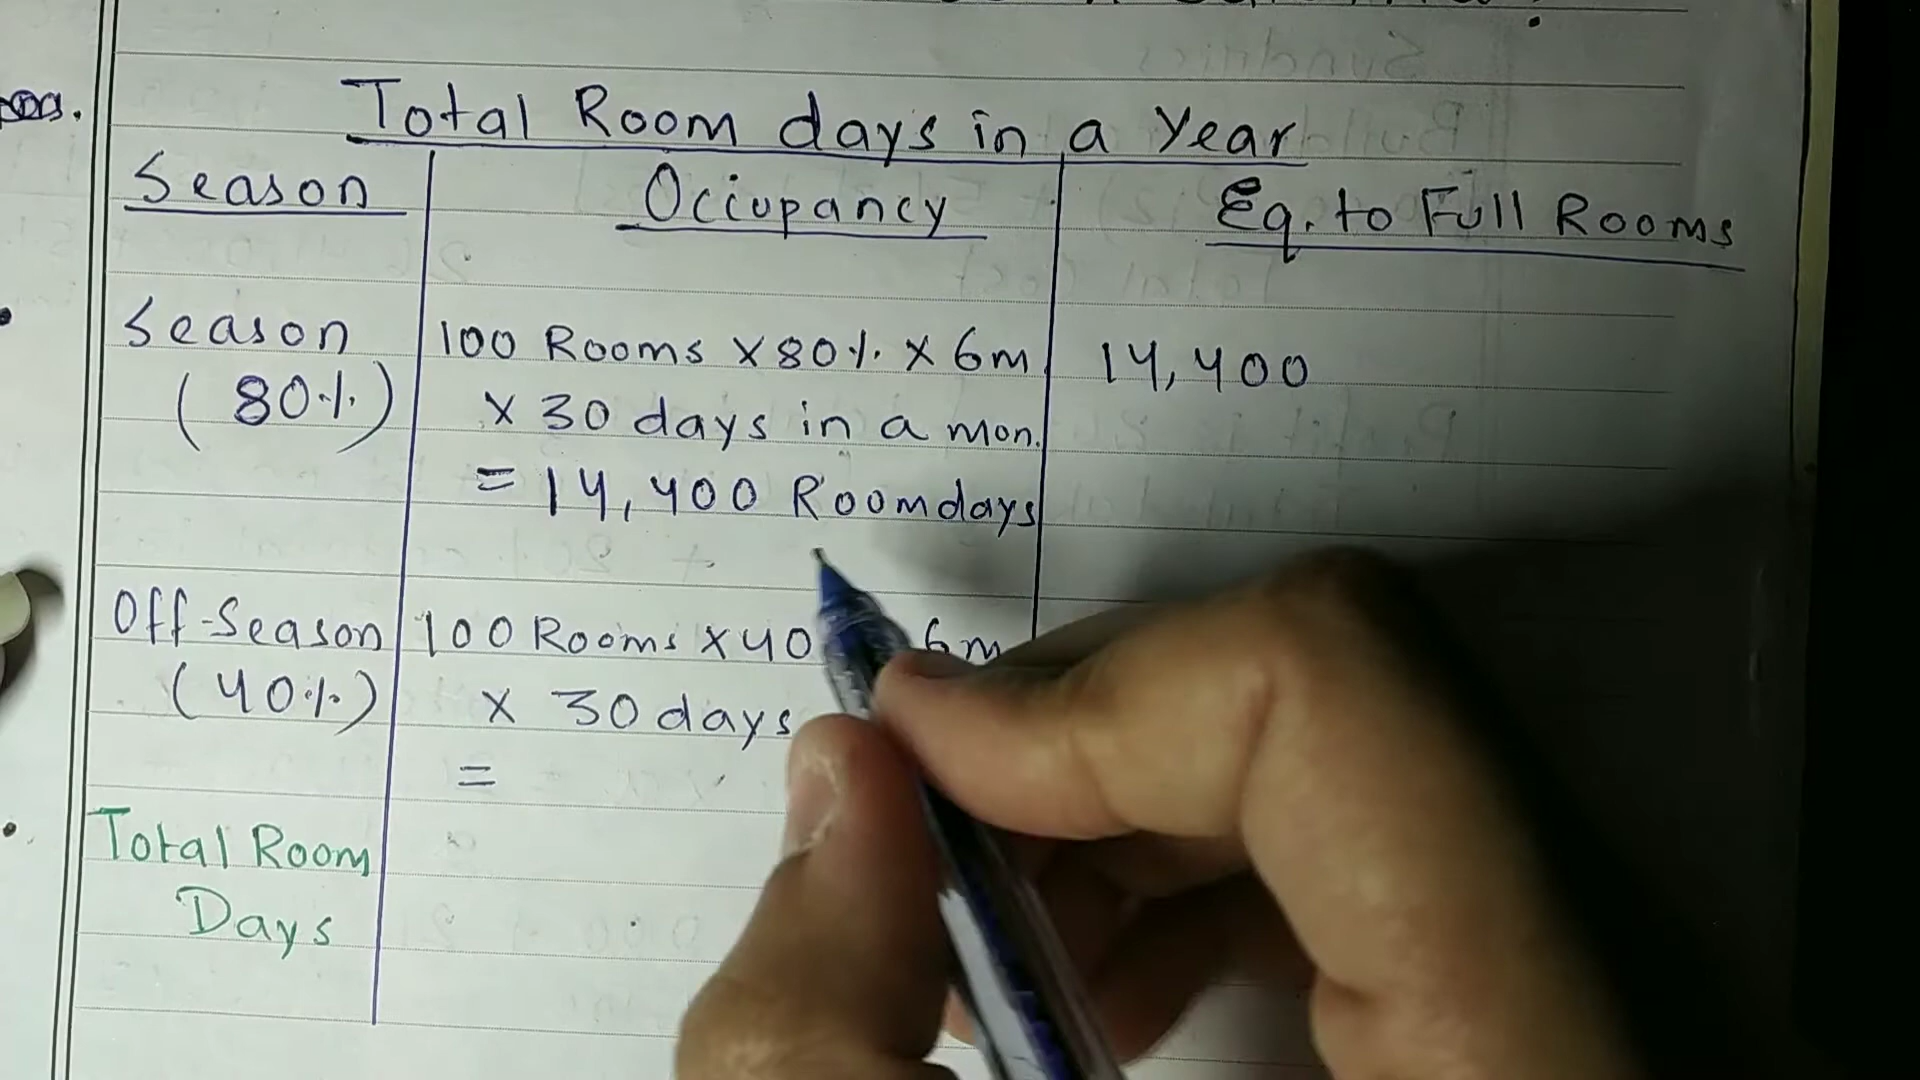 Total Room days in a Year
Season Ociupancy Eq. to Full Rooms
Season 100 Rooms x 80% x 6m 14,400
(80%) x 30 days in a mon.
= 14,400 Roomdays
Off-Season 100 Rooms x 40 6m
(40%) x 30 days
=
Total Room
Days